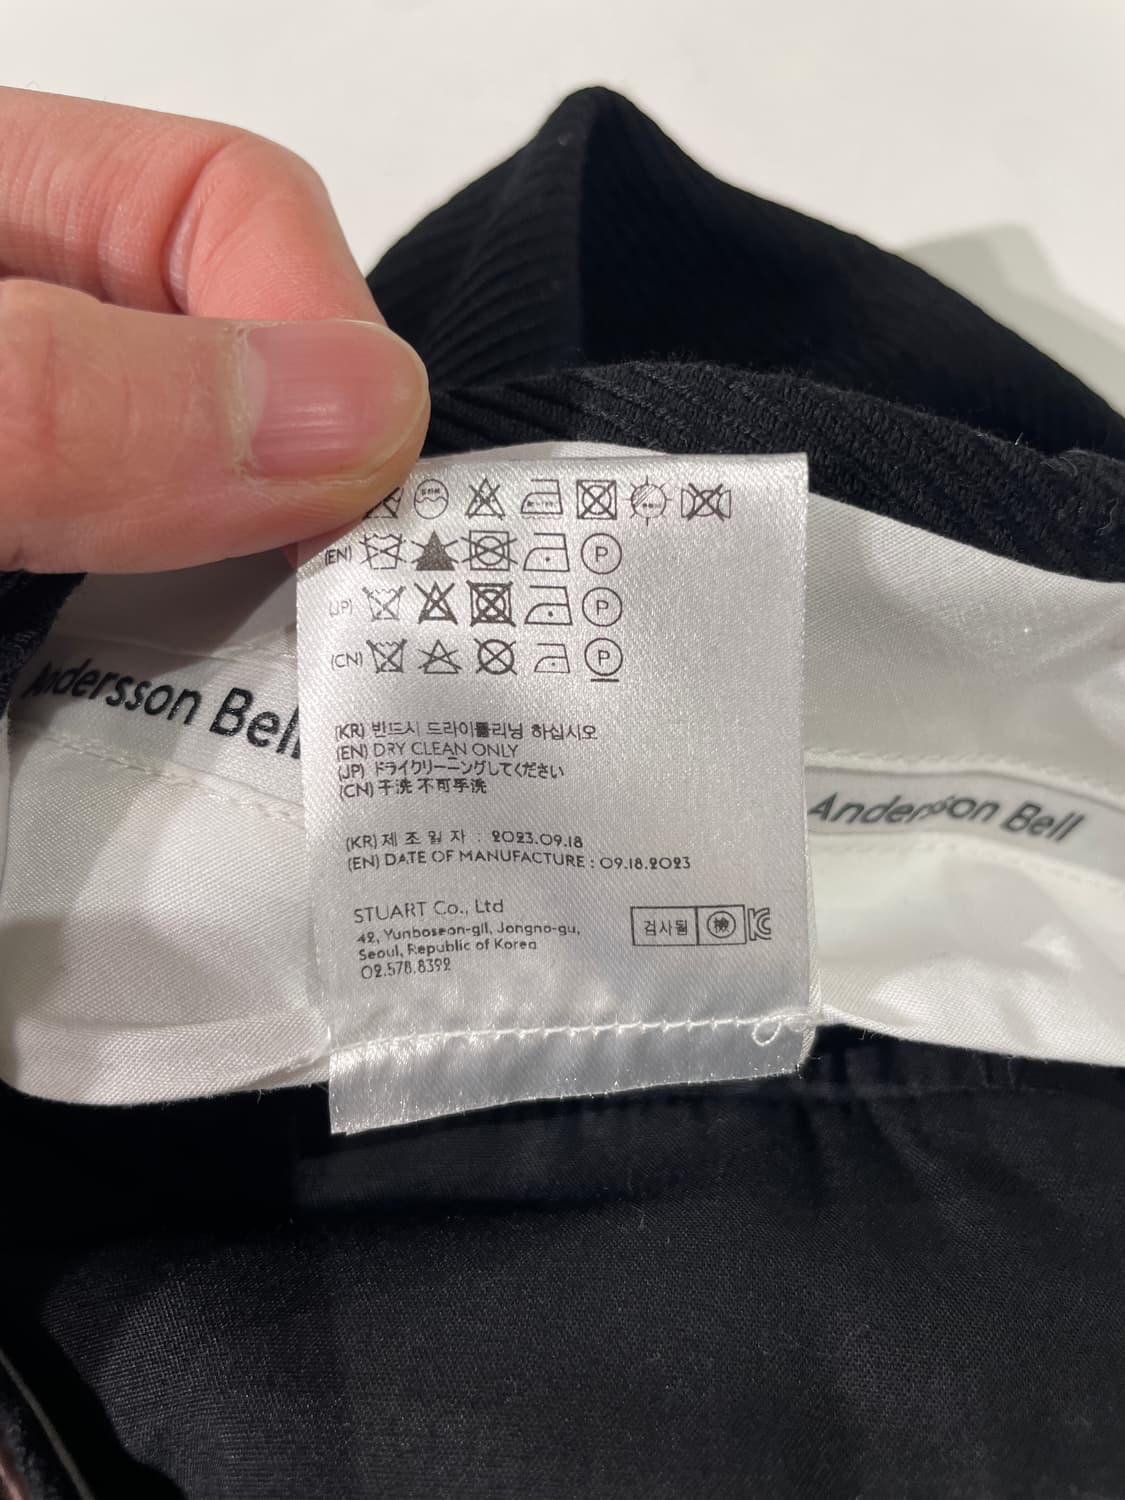 (EN) P
(JP) P
(CN) P
Andersson Bell
(KR) 반드시 드라이클리닝 하십시오
(EN) DRY CLEAN ONLY
(JP) ドライクリーニングしてください
(CN) 干洗 不可手洗
Andersson Bell
(KR) 제 조 일 자 : 2023.09.18
(EN) DATE OF MANUFACTURE : 09.18.2023
STUART Co., Ltd
42, Yunboseon-gil, Jongno-gu,
Seoul, Republic of Korea
02.578.8392
검사필 檢 KC